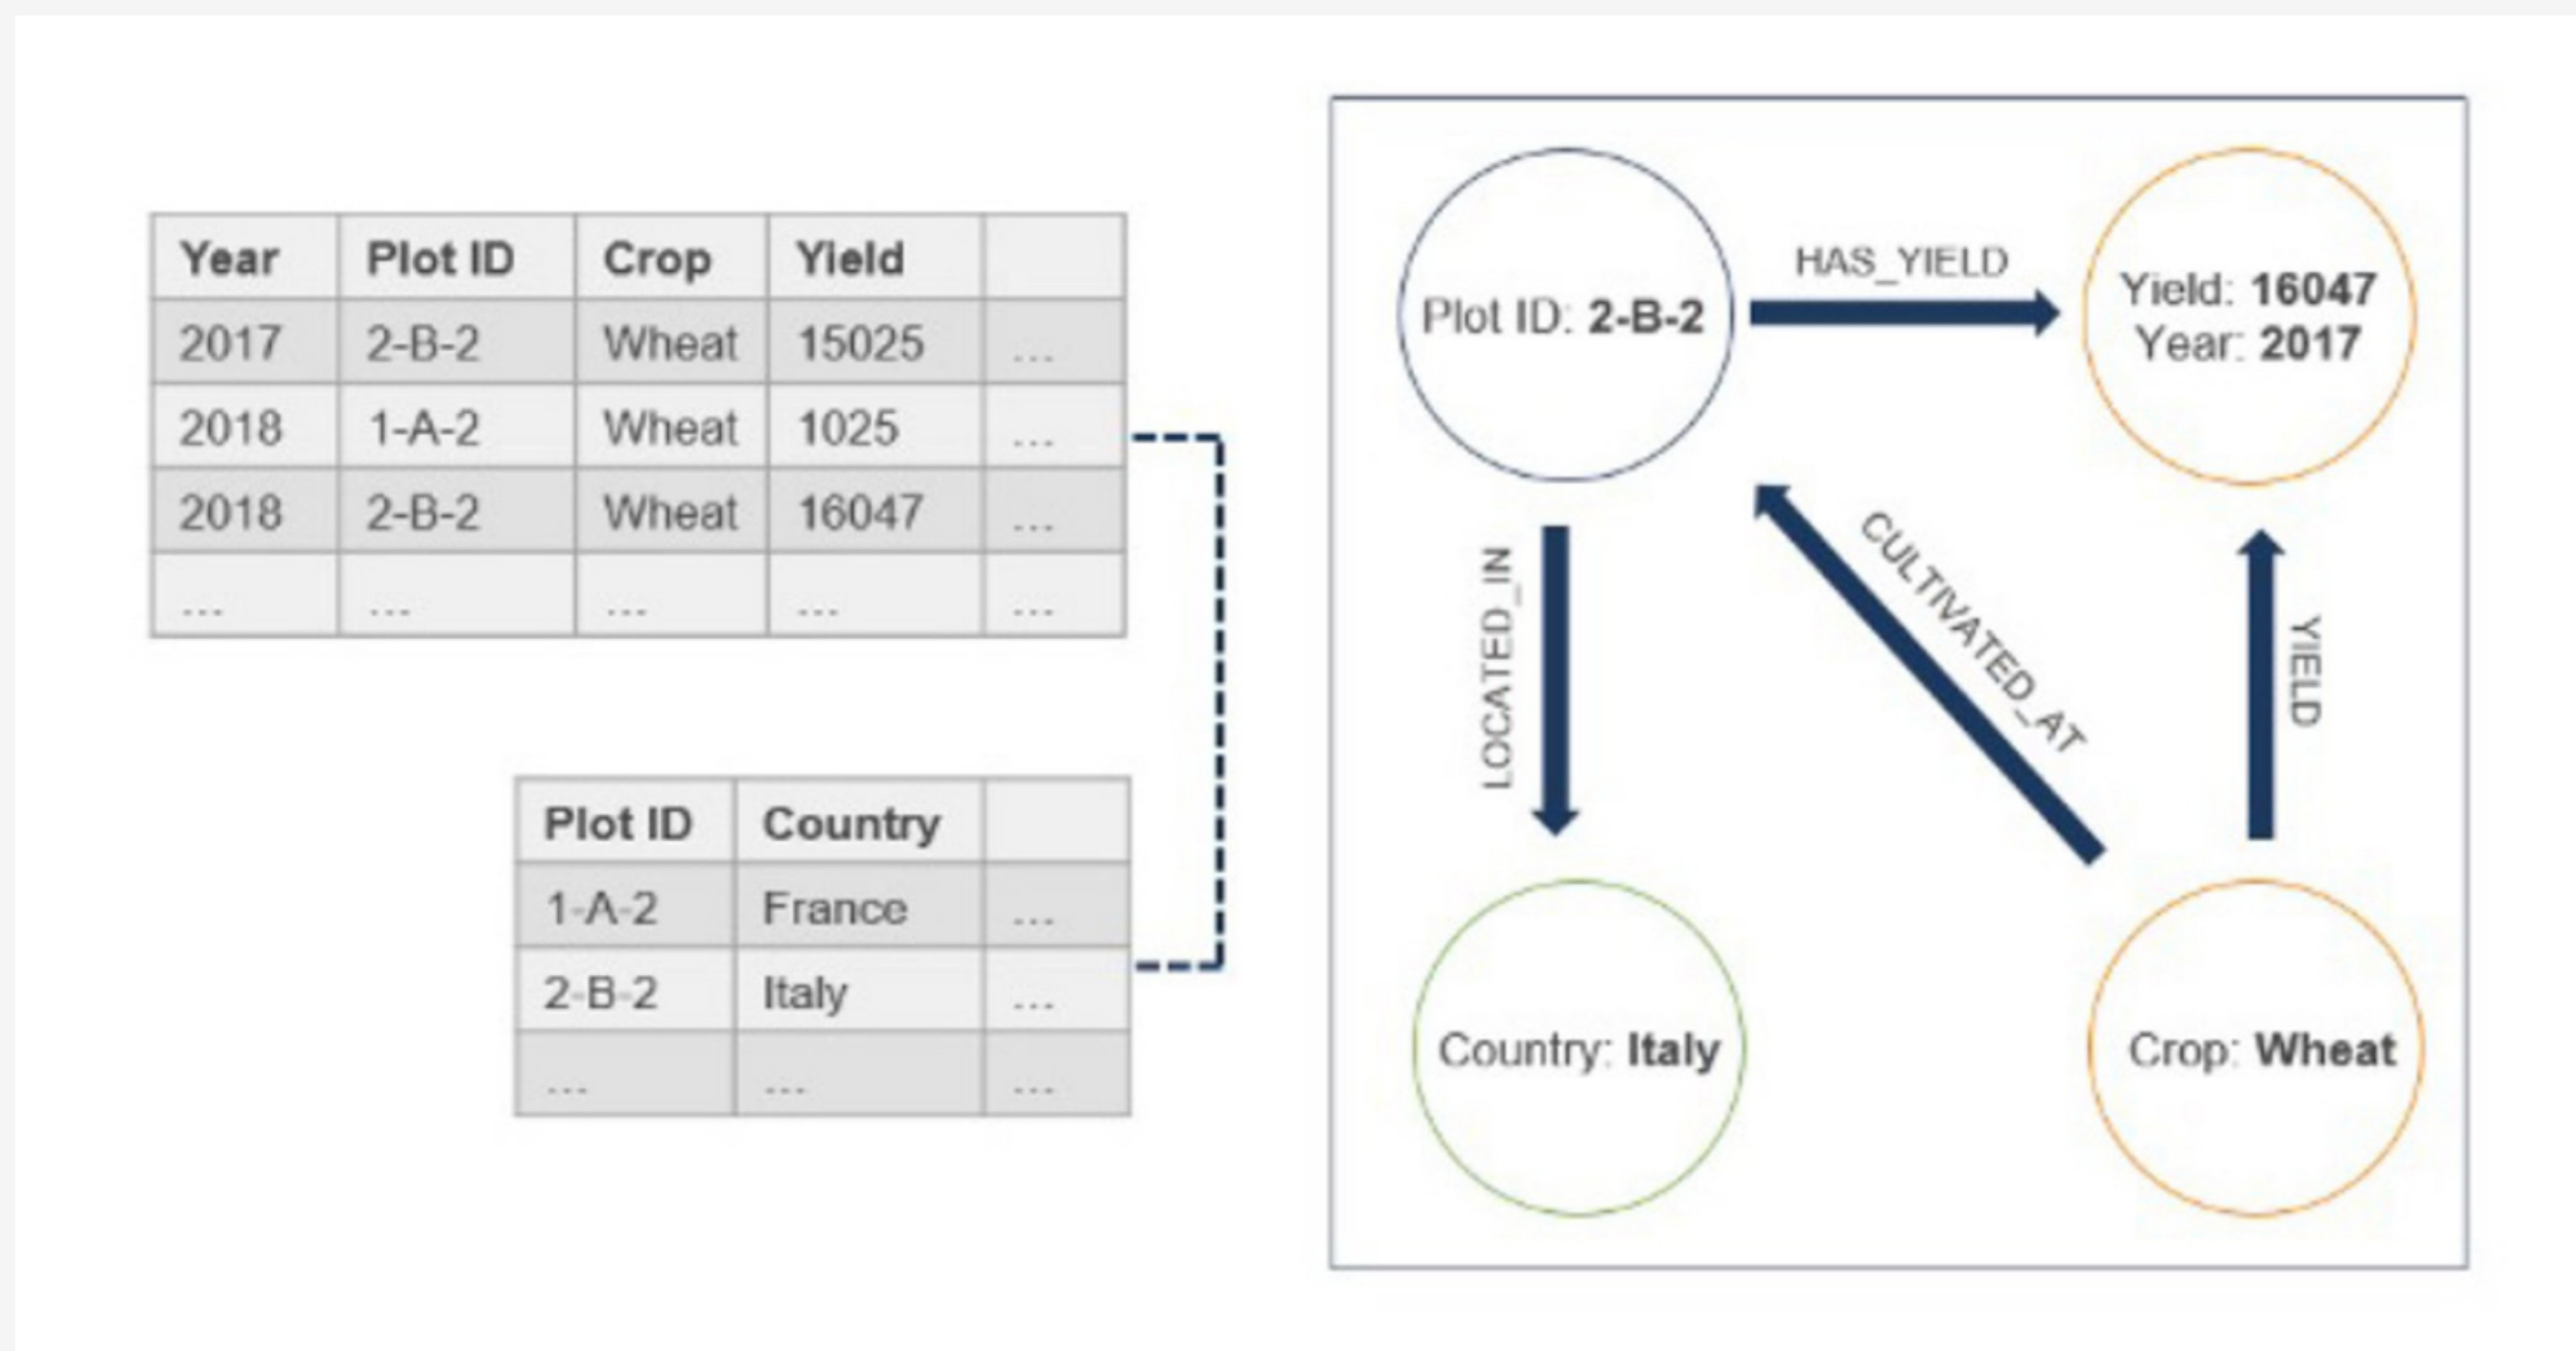 Year Plot ID Crop Yield
2017 2-B-2 Wheat 15025 ...
2018 1-A-2 Wheat 1025 ...
2018 2-B-2 Wheat 16047 ...
... ... ... ... ...
Plot ID Country
1-A-2 France ...
2-B-2 Italy ...
... ... ...
Plot ID: 2-B-2
HAS_YIELD
Yield: 16047
Year: 2017
LOCATED_IN
CULTIVATED_AT
YIELD
Country: Italy
Crop: Wheat